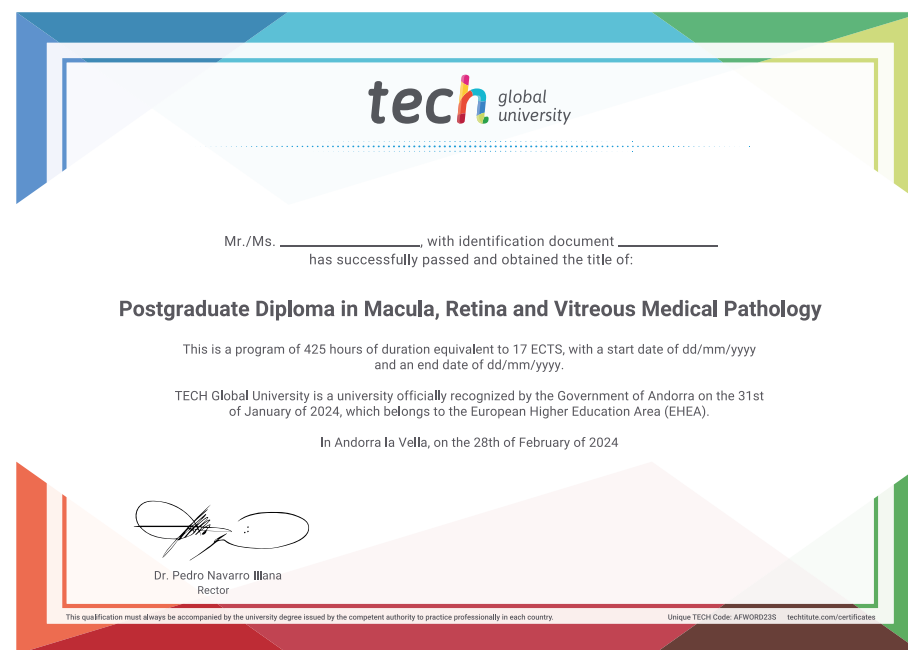 tech global university
Mr./Ms. ____________________, with identification document ______________
has successfully passed and obtained the title of:
Postgraduate Diploma in Macula, Retina and Vitreous Medical Pathology
This is a program of 425 hours of duration equivalent to 17 ECTS, with a start date of dd/mm/yyyy
and an end date of dd/mm/yyyy.
TECH Global University is a university officially recognized by the Government of Andorra on the 31st
of January of 2024, which belongs to the European Higher Education Area (EHEA).
In Andorra la Vella, on the 28th of February of 2024
Dr. Pedro Navarro Illana
Rector
This qualification must always be accompanied by the university degree issued by the competent authority to practice professionally in each country.
Unique TECH Code: AFWORD23S techtitute.com/certificates